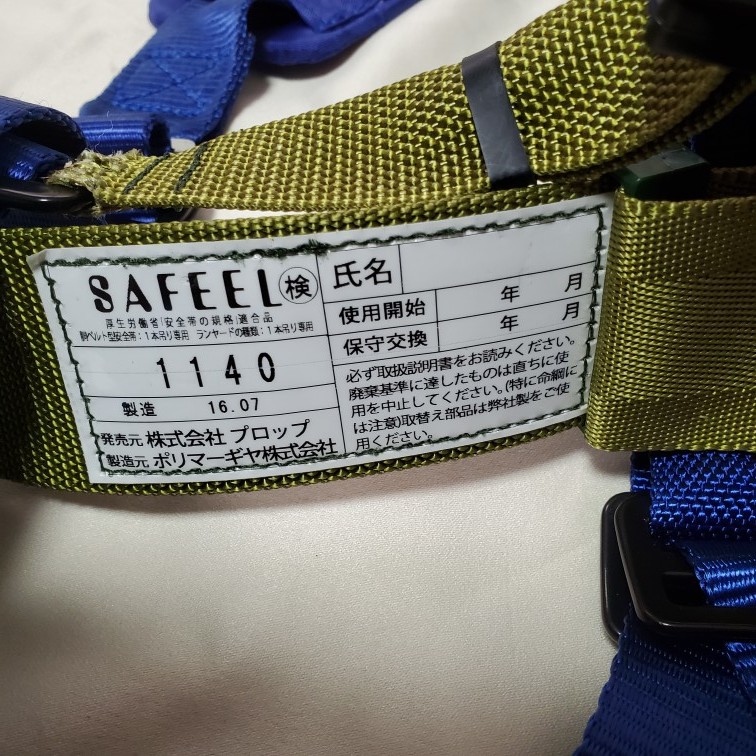 SAFEEL 検
厚生労働省「安全帯の規格」適合品
胴ベルト型安全帯：1本吊り専用 ランヤードの種類：1本吊り専用
1140
製造 16.07
発売元 株式会社 プロップ
製造元 ポリマーギヤ株式会社
氏名
使用開始 年 月
保守交換 年 月
必ず取扱説明書をお読みください。
廃棄基準に達したものは直ちに使
用を中止してください。(特に命綱に
は注意)取替え部品は弊社製をご使
用ください。